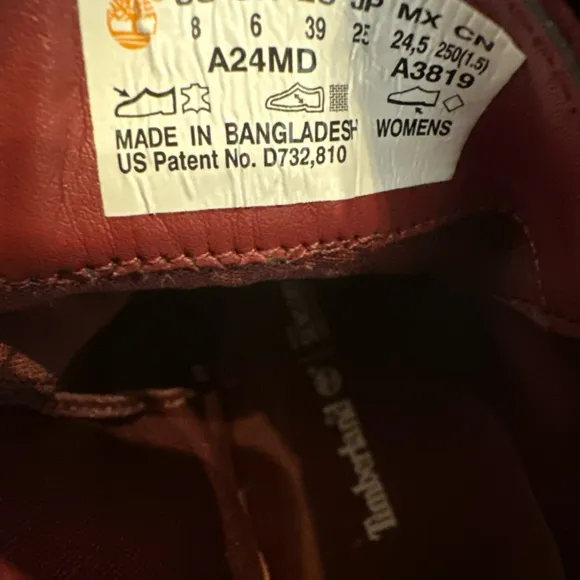 MX CN
8 6 39 25 24,5 250(1.5)
A24MD A3819
MADE IN BANGLADESH WOMENS
US Patent No. D732,810
Timberland